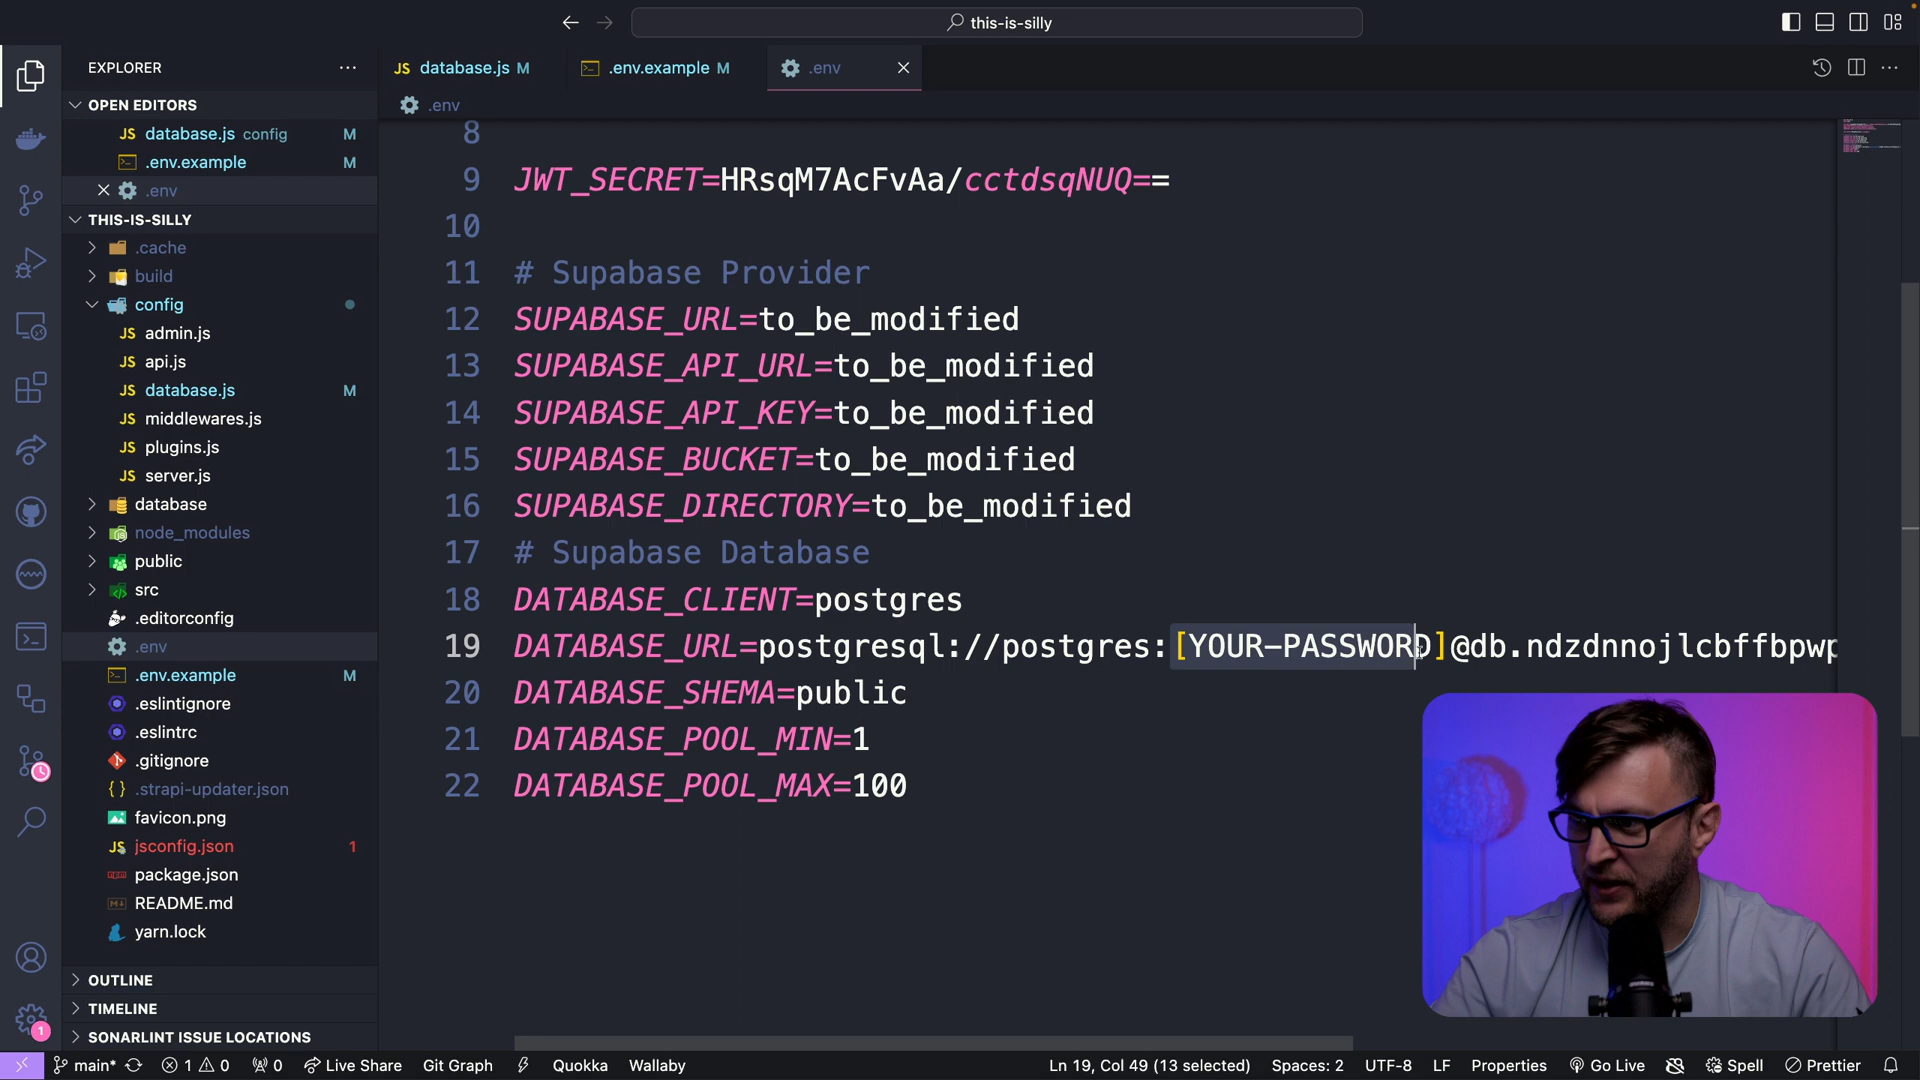 this-is-silly
EXPLORER
OPEN EDITORS
JS database.js config M
.env.example M
.env
THIS-IS-SILLY
.cache
build
config
JS admin.js
JS api.js
JS database.js M
JS middlewares.js
JS plugins.js
JS server.js
database
node_modules
public
src
.editorconfig
.env
.env.example M
.eslintignore
.eslintrc
.gitignore
{ } .strapi-updater.json
favicon.png
JS jsconfig.json 1
package.json
README.md
yarn.lock
OUTLINE
TIMELINE
SONARLINT ISSUE LOCATIONS
1
JS database.js M
.env.example M
.env
.env
8
9 JWT_SECRET=HRsqM7AcFvAa/cctdsqNUQ==
10
11 # Supabase Provider
12 SUPABASE_URL=to_be_modified
13 SUPABASE_API_URL=to_be_modified
14 SUPABASE_API_KEY=to_be_modified
15 SUPABASE_BUCKET=to_be_modified
16 SUPABASE_DIRECTORY=to_be_modified
17 # Supabase Database
18 DATABASE_CLIENT=postgres
19 DATABASE_URL=postgresql://postgres:[YOUR-PASSWORD]@db.ndzdnnojlcbffbpwp
20 DATABASE_SHEMA=public
21 DATABASE_POOL_MIN=1
22 DATABASE_POOL_MAX=100
main* 1 0 0 Live Share Git Graph Quokka Wallaby Ln 19, Col 49 (13 selected) Spaces: 2 UTF-8 LF Properties Go Live Spell Prettier